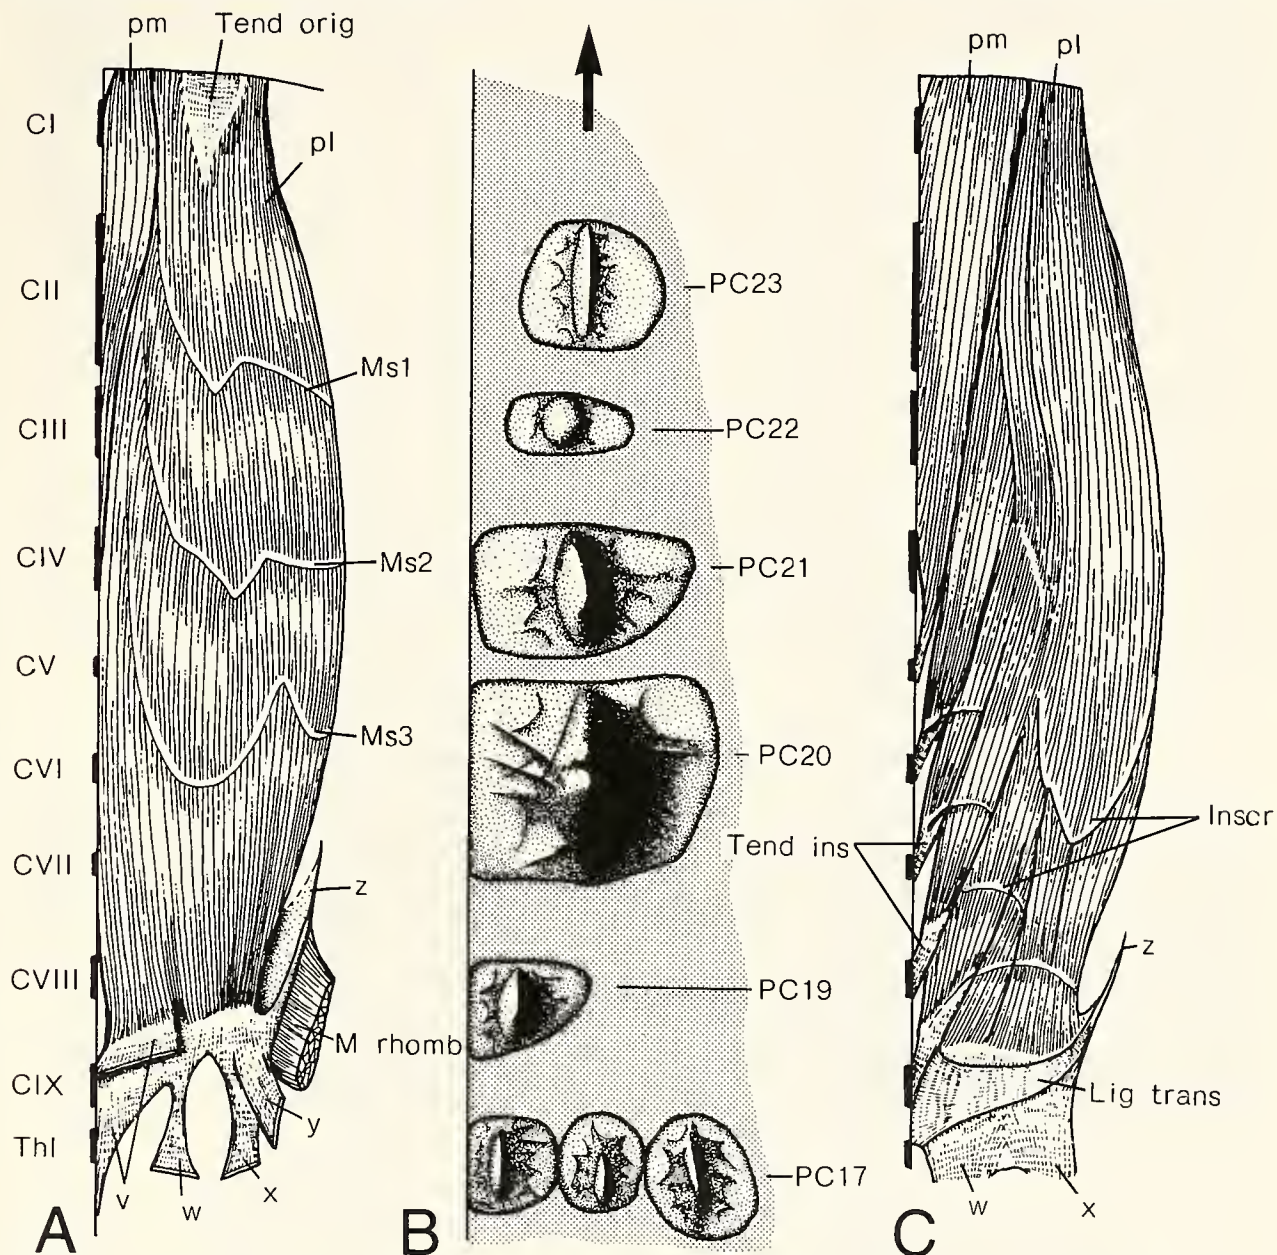 pm
Tend orig
CI
pl
CII
Ms1
CIII
CIV
Ms2
CV
Ms3
CVI
CVII
z
CVIII
M rhomb
CIX
y
ThI
v
w
x
A
PC23
PC22
PC21
PC20
PC19
PC17
B
pm
pl
Inscr
Tend ins
z
Lig trans
w
x
C